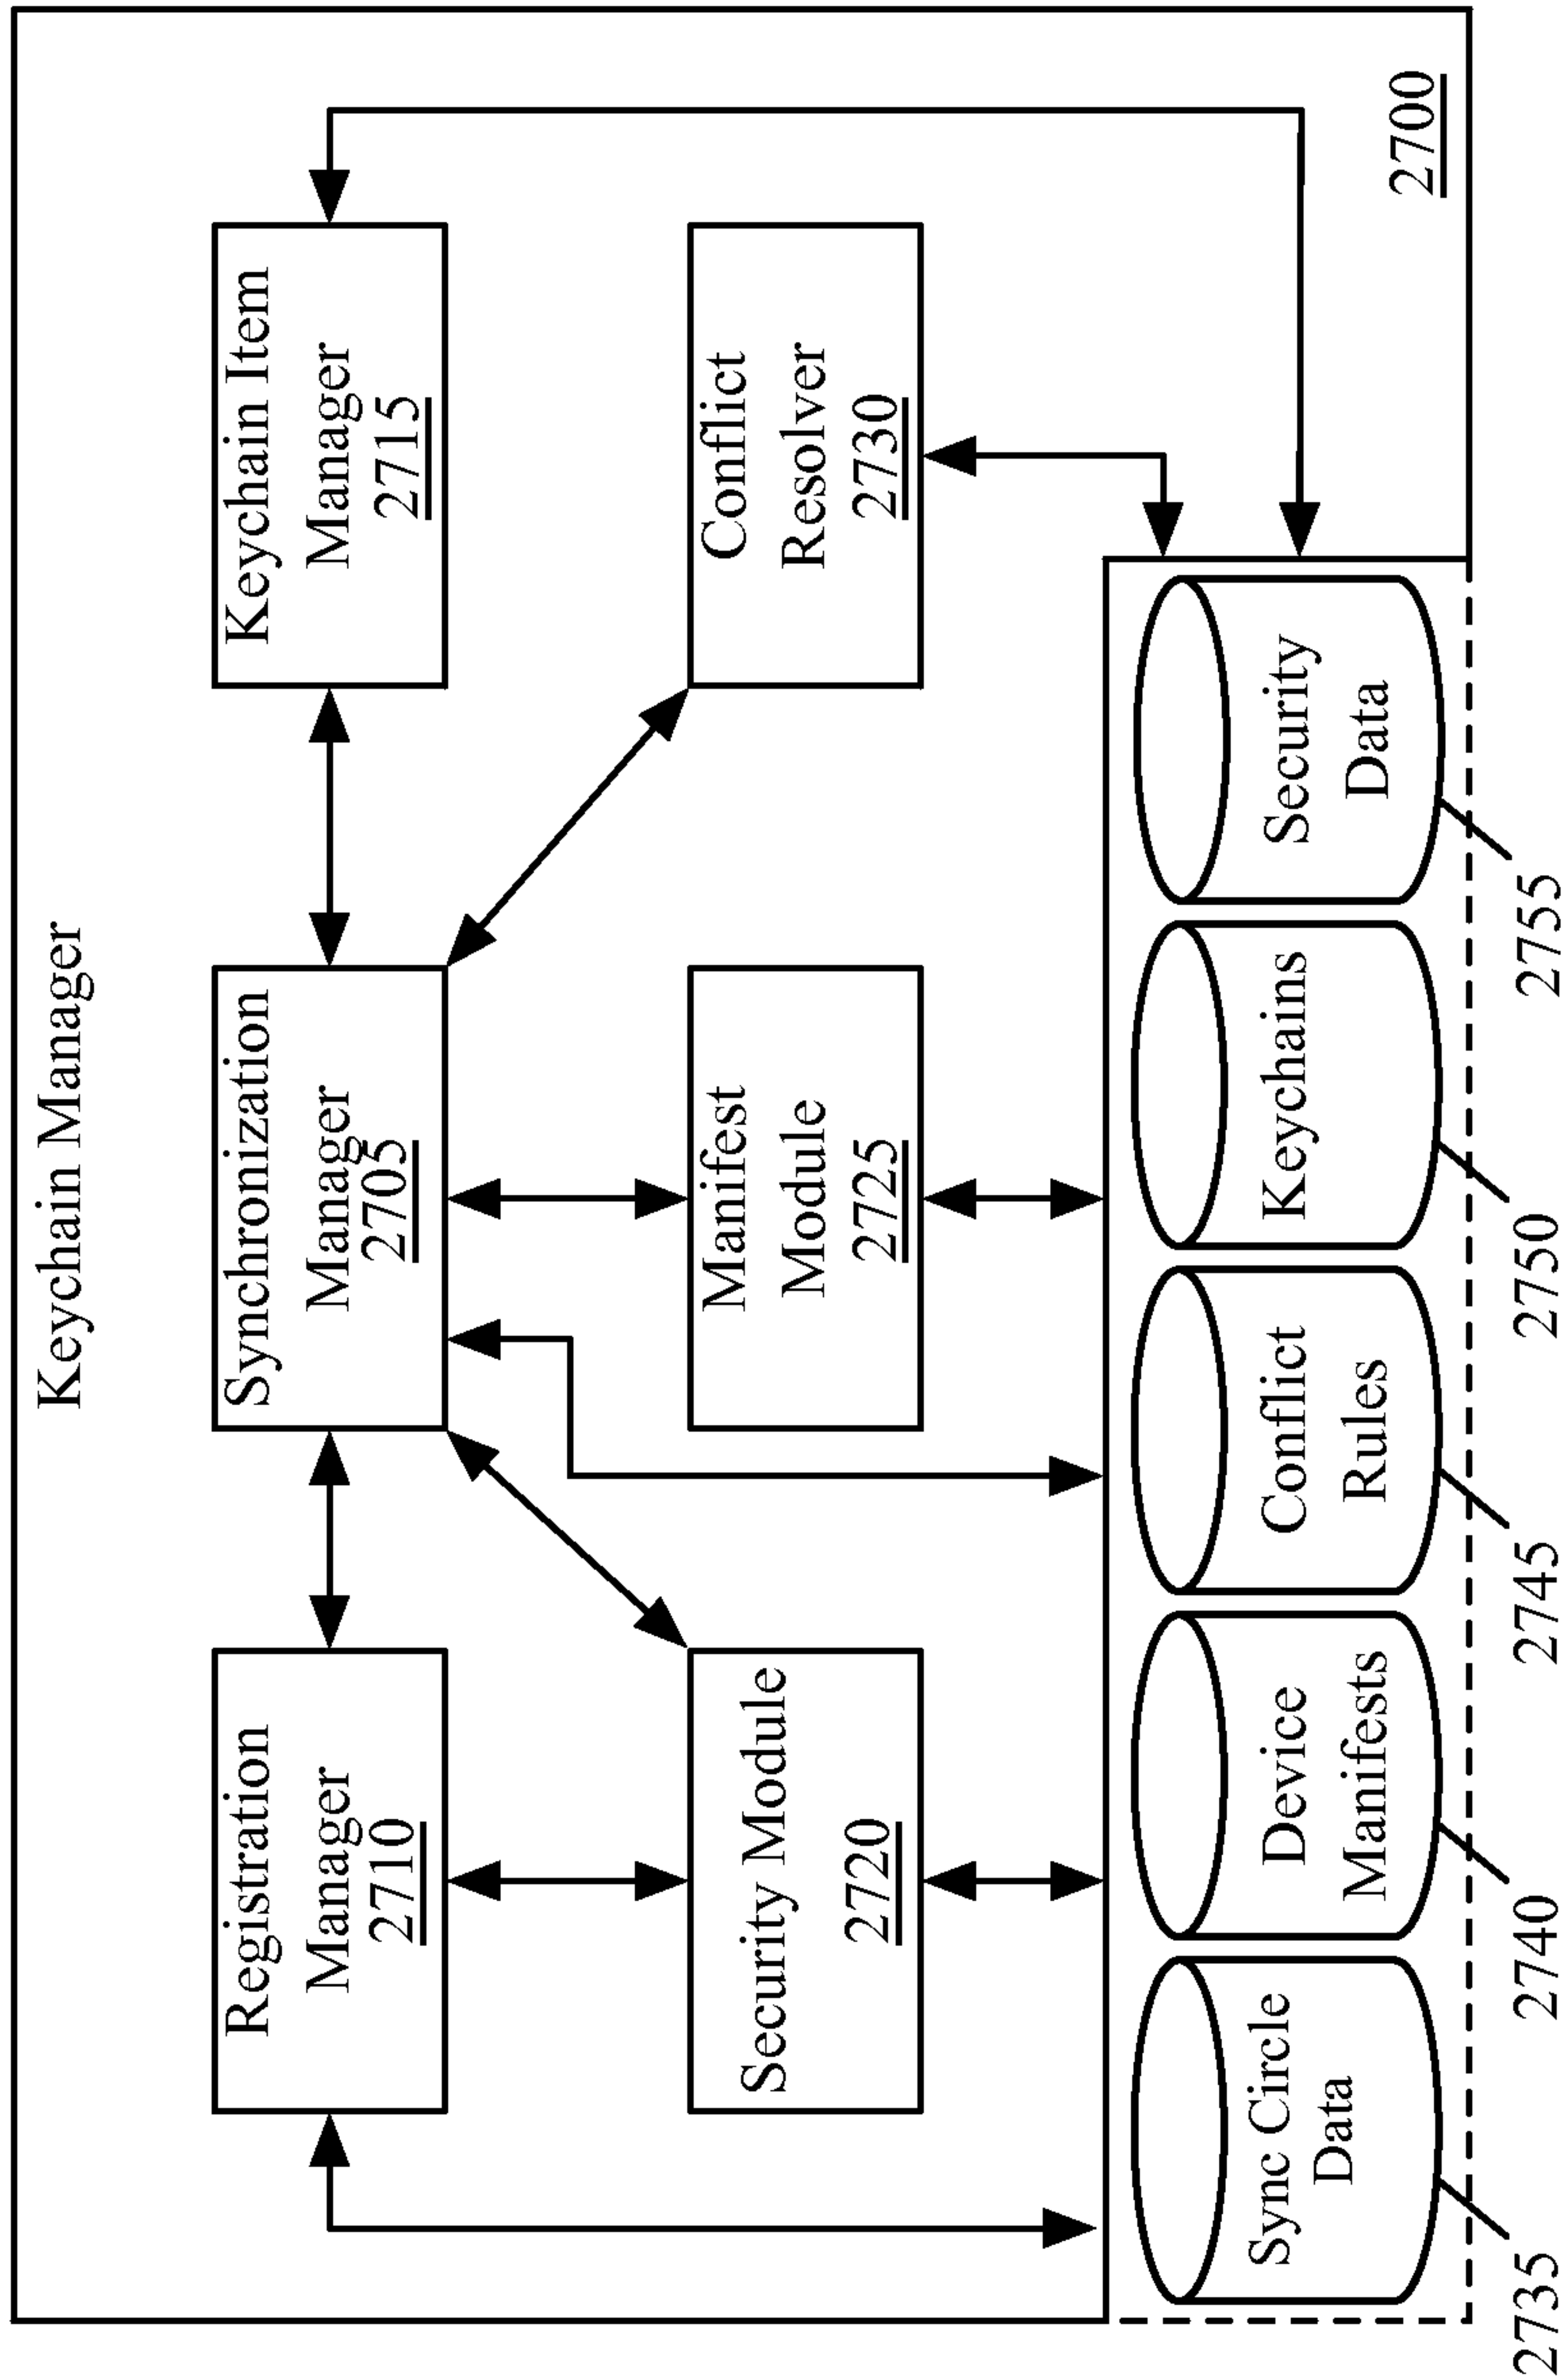 Keychain Manager
Registration
Manager
2710
Synchronization
Manager
2705
Keychain Item
Manager
2715
Security Module
2720
Manifest
Module
2725
Conflict
Resolver
2730
Sync Circle
Data
Device
Manifests
Conflict
Rules
Keychains
Security
Data
2700
2735
2740
2745
2750
2755